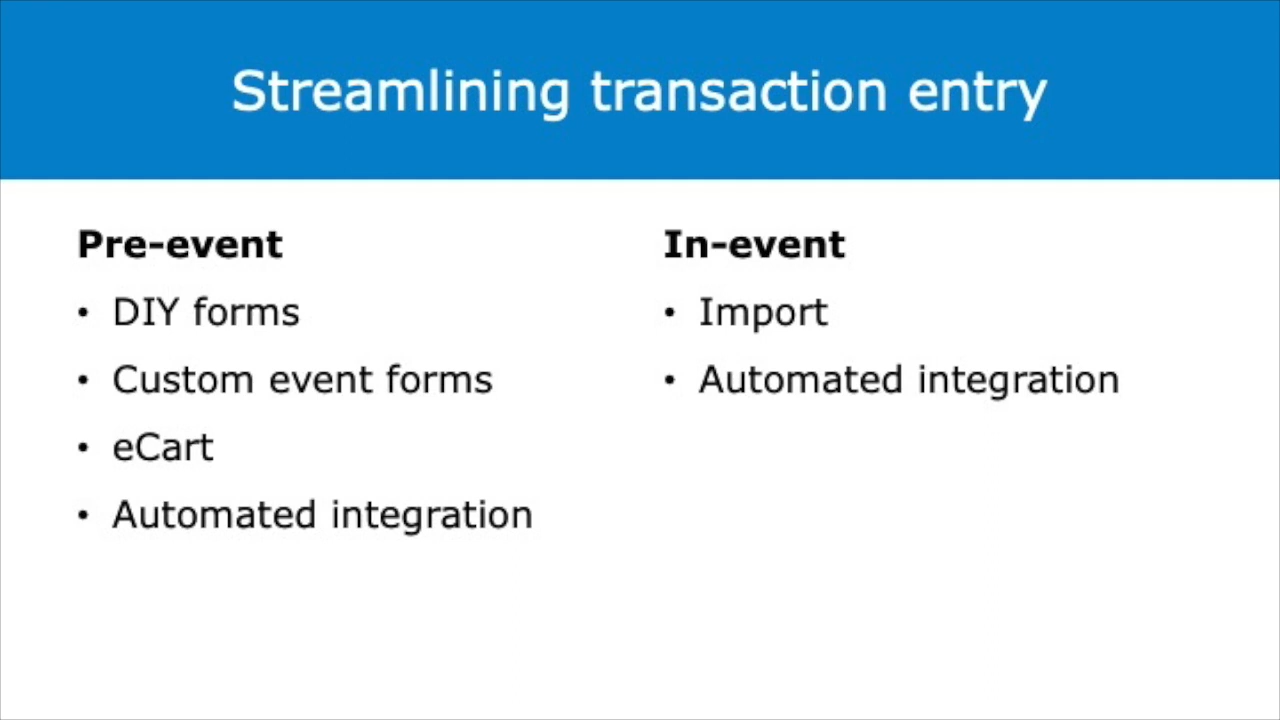 Streamlining transaction entry
Pre-event
• DIY forms
• Custom event forms
• eCart
• Automated integration
In-event
• Import
• Automated integration